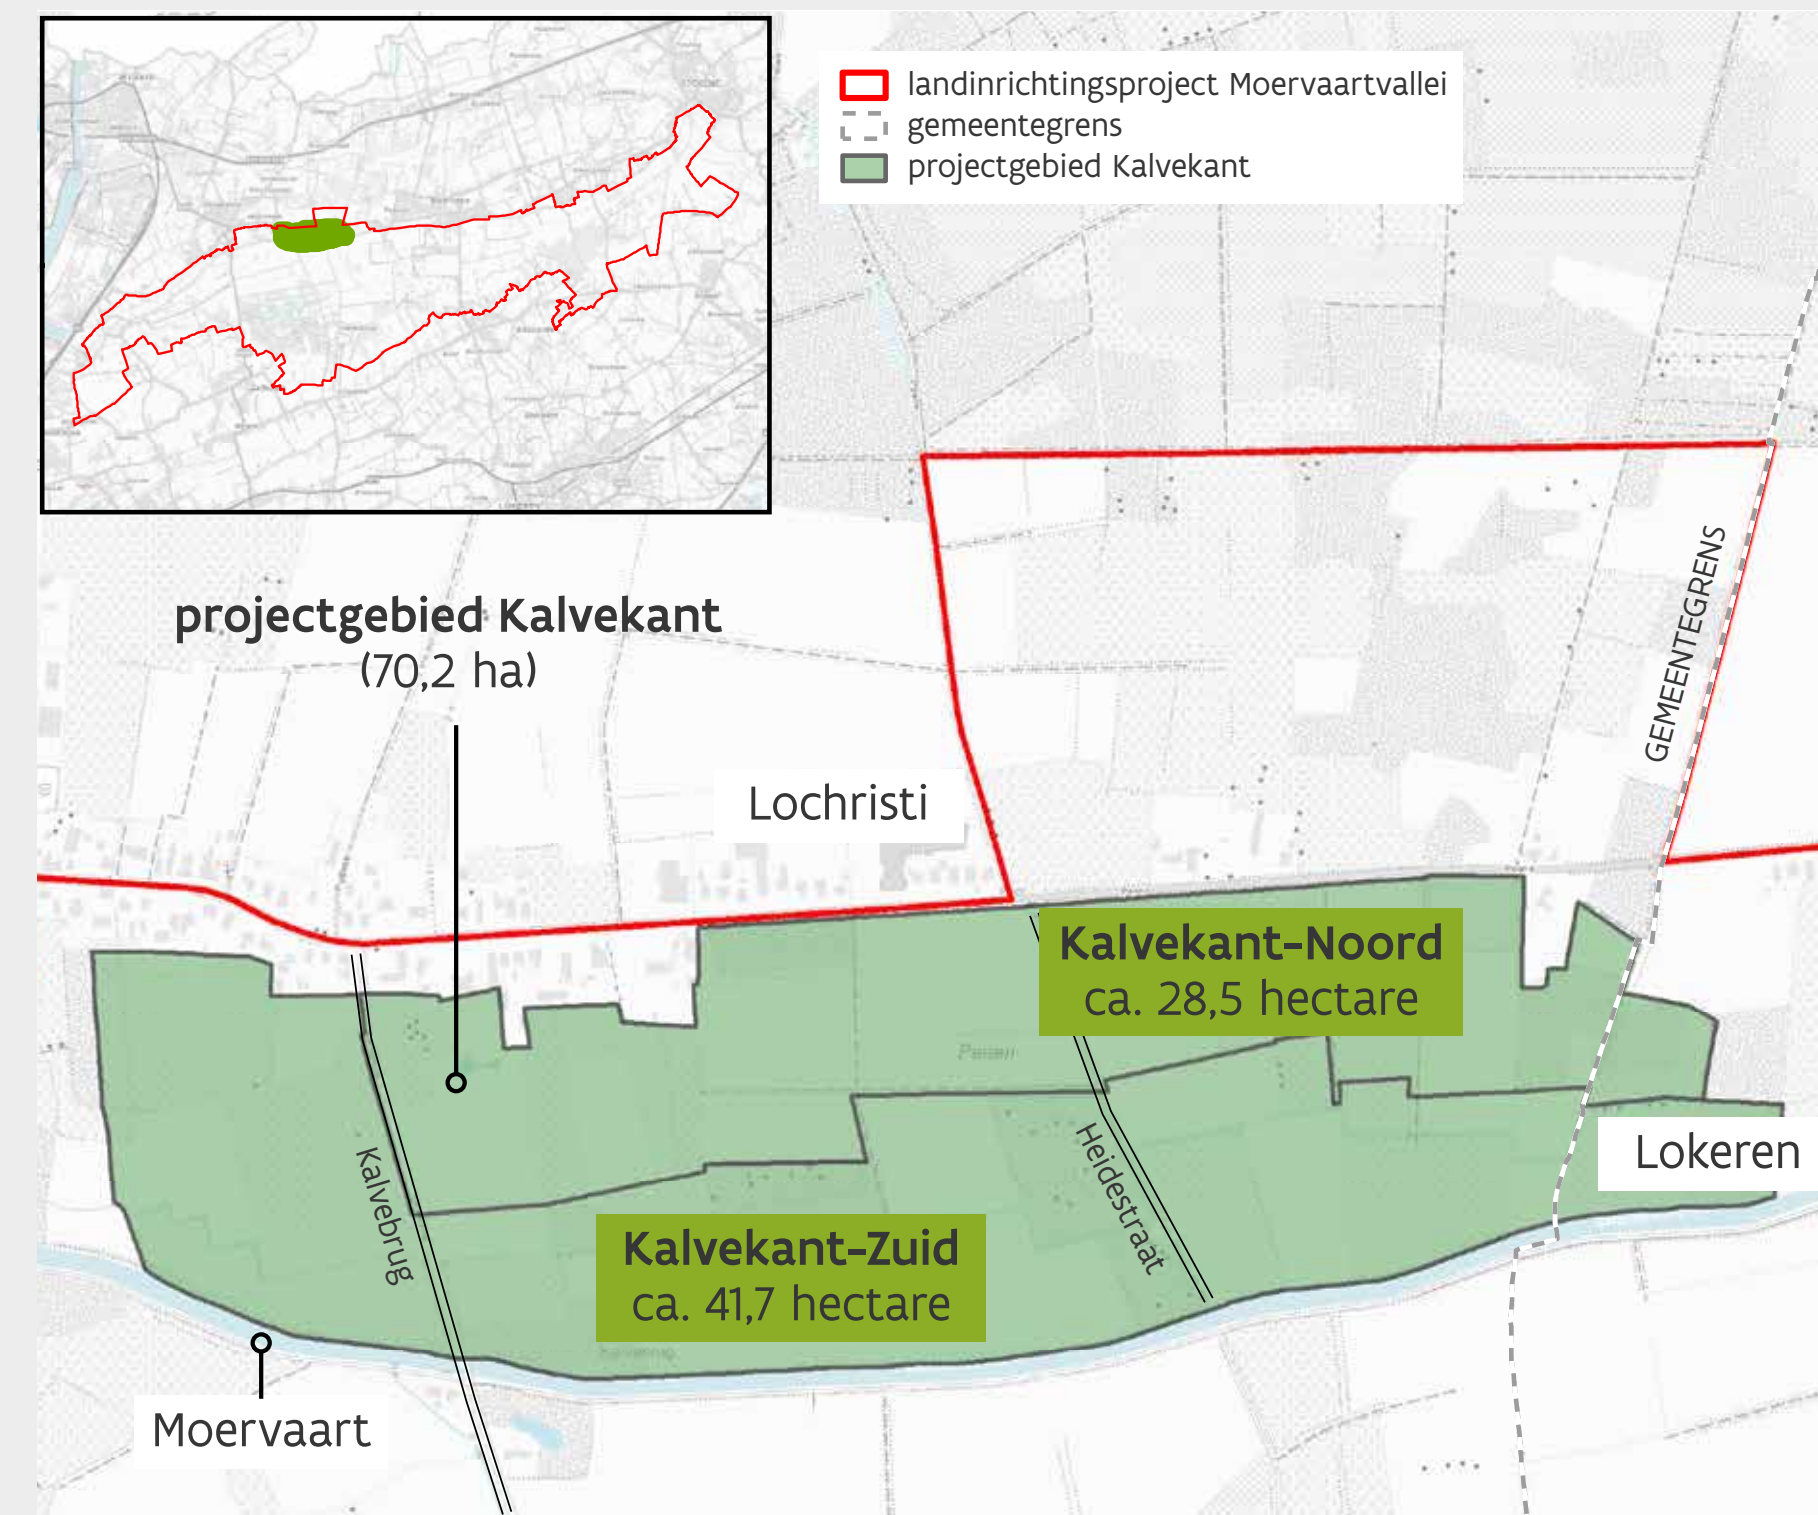 landinrichtingsproject Moervaartvallei
gemeentegrens
projectgebied Kalvekant
projectgebied Kalvekant
(70,2 ha)
GEMEENTEGRENS
Lochristi
Kalvekant-Noord
ca. 28,5 hectare
Kalvebrug
Heidestraat
Lokeren
Kalvekant-Zuid
ca. 41,7 hectare
Moervaart